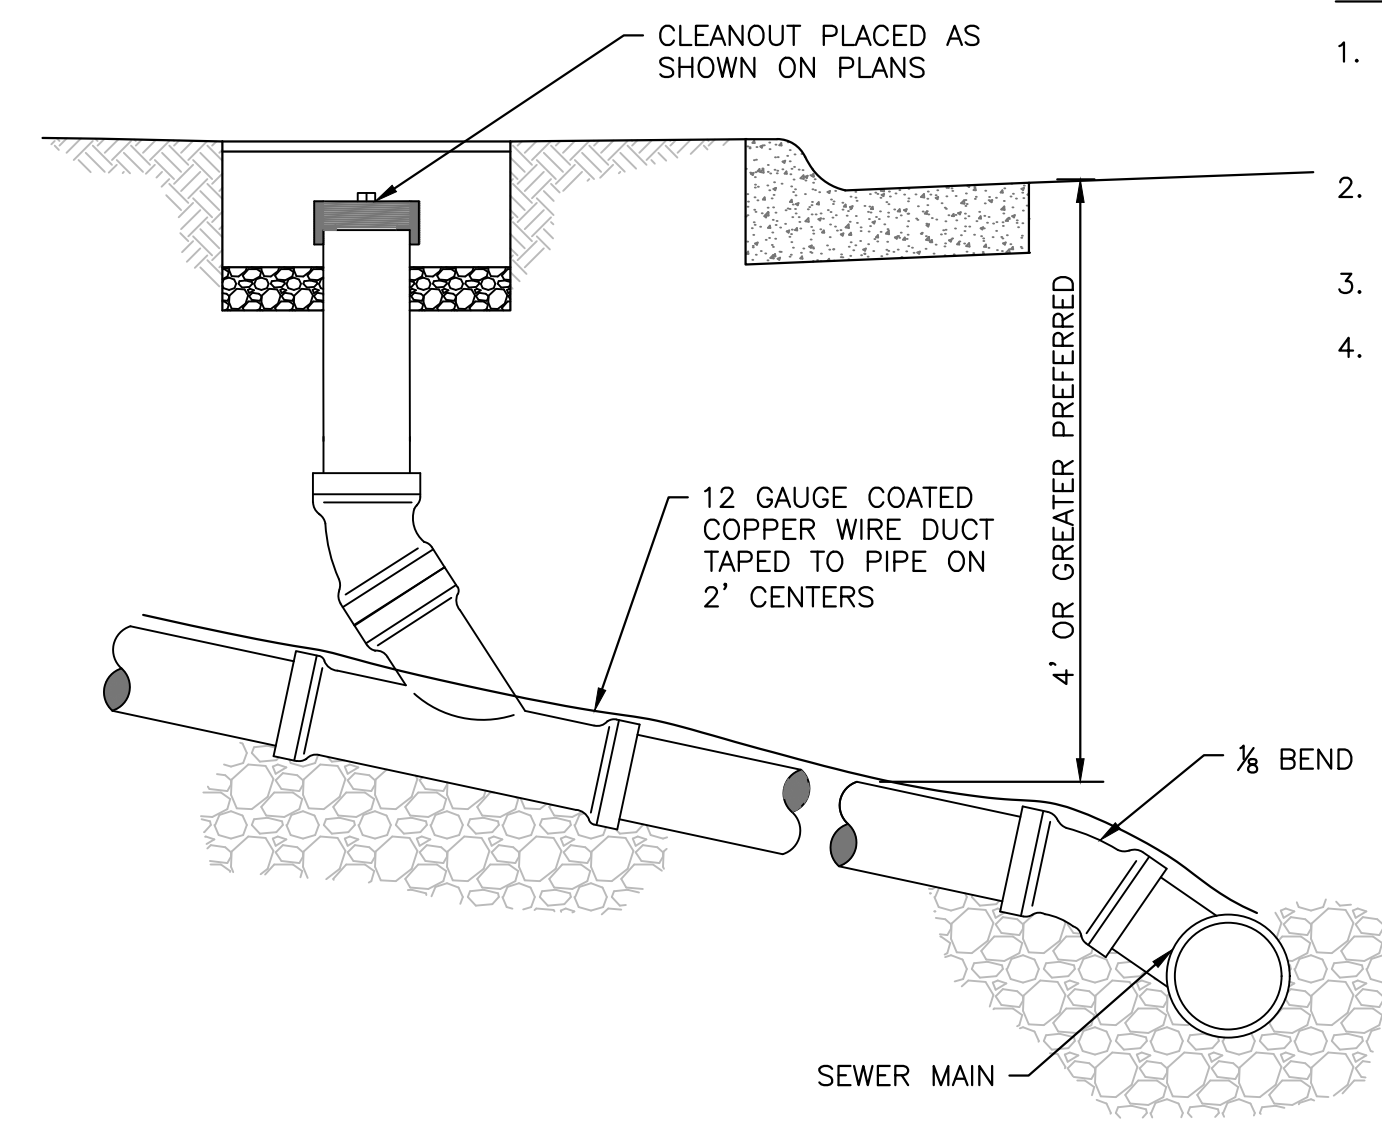 CLEANOUT PLACED AS
SHOWN ON PLANS
1.
2.
3.
4.
4' OR GREATER PREFERRED
12 GAUGE COATED
COPPER WIRE DUCT
TAPED TO PIPE ON
2' CENTERS
⅛ BEND
SEWER MAIN